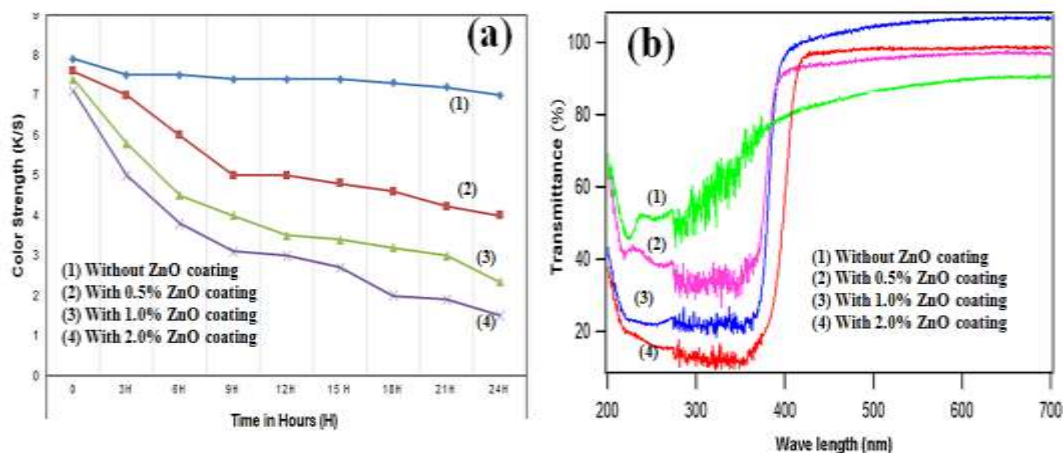 (a)
9
8
7
6
5
4
3
2
1
0
Color Strength (K/S)
(1)
(2)
(3)
(4)
(1) Without ZnO coating
(2) With 0.5% ZnO coating
(3) With 1.0% ZnO coating
(4) With 2.0% ZnO coating
0 3H 6H 9H 12H 15 H 18H 21H 24H
Time in Hours (H)
(b)
100
80
60
40
20
Transmittance (%)
(1)
(2)
(3)
(4)
(1) Without ZnO coating
(2) With 0.5% ZnO coating
(3) With 1.0% ZnO coating
(4) With 2.0% ZnO coating
200 300 400 500 600 700
Wave length (nm)